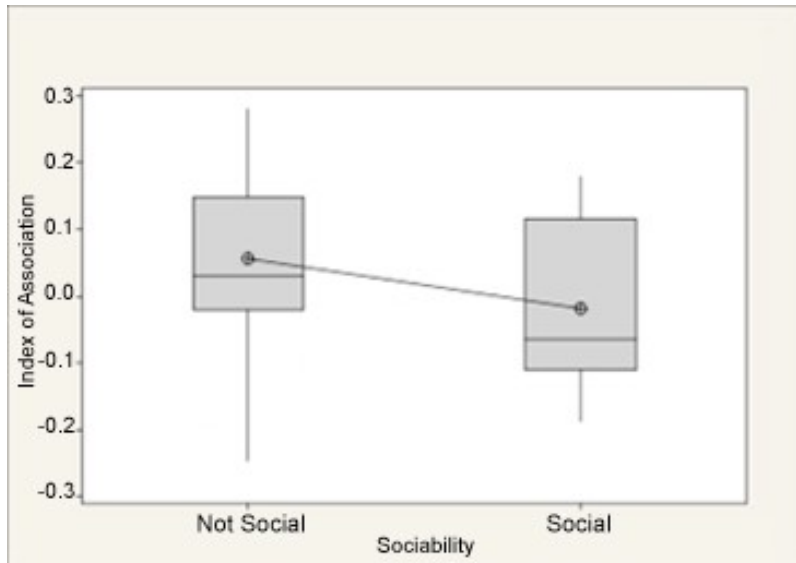 0.3
0.2
0.1
0.0
-0.1
-0.2
-0.3
Index of Association
Not Social
Social
Sociability